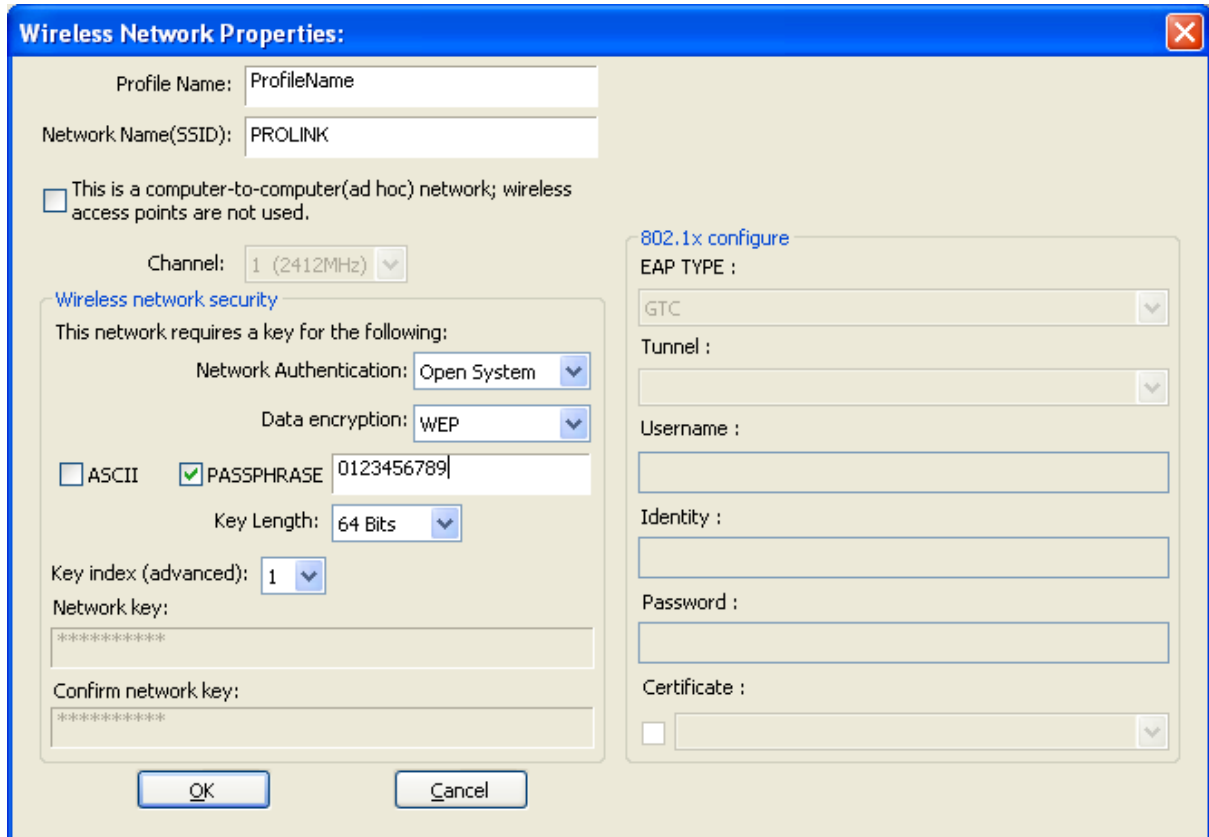 Wireless Network Properties:
Profile Name: ProfileName
Network Name(SSID): PROLINK
This is a computer-to-computer(ad hoc) network; wireless
access points are not used.
Channel: 1 (2412MHz)
Wireless network security
This network requires a key for the following:
Network Authentication: Open System
Data encryption: WEP
ASCII PASSPHRASE 0123456789
Key Length: 64 Bits
Key index (advanced): 1
Network key:
**********
Confirm network key:
**********
OK Cancel
802.1x configure
EAP TYPE :
GTC
Tunnel :
Username :
Identity :
Password :
Certificate :